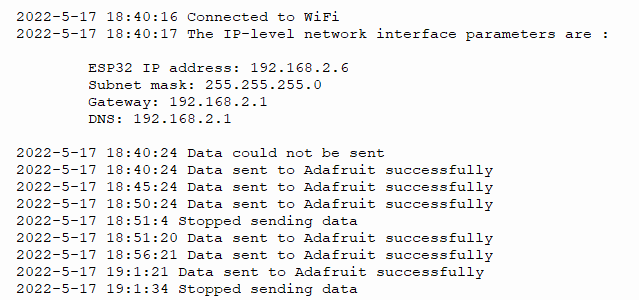 2022-5-17 18:40:16 Connected to WiFi
2022-5-17 18:40:17 The IP-level network interface parameters are :
ESP32 IP address: 192.168.2.6
Subnet mask: 255.255.255.0
Gateway: 192.168.2.1
DNS: 192.168.2.1
2022-5-17 18:40:24 Data could not be sent
2022-5-17 18:40:24 Data sent to Adafruit successfully
2022-5-17 18:45:24 Data sent to Adafruit successfully
2022-5-17 18:50:24 Data sent to Adafruit successfully
2022-5-17 18:51:4 Stopped sending data
2022-5-17 18:51:20 Data sent to Adafruit successfully
2022-5-17 18:56:21 Data sent to Adafruit successfully
2022-5-17 19:1:21 Data sent to Adafruit successfully
2022-5-17 19:1:34 Stopped sending data